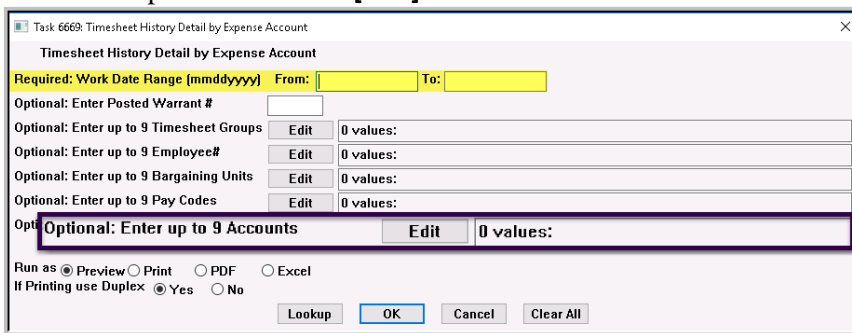 Task 6669: Timesheet History Detail by Expense Account
Timesheet History Detail by Expense Account
Required: Work Date Range (mmddyyyy) From: To:
Optional: Enter Posted Warrant #
Optional: Enter up to 9 Timesheet Groups Edit 0 values:
Optional: Enter up to 9 Employee# Edit 0 values:
Optional: Enter up to 9 Bargaining Units Edit 0 values:
Optional: Enter up to 9 Pay Codes Edit 0 values:
Opti Optional: Enter up to 9 Accounts Edit 0 values:
Run as Preview Print PDF Excel
If Printing use Duplex Yes No
Lookup OK Cancel Clear All